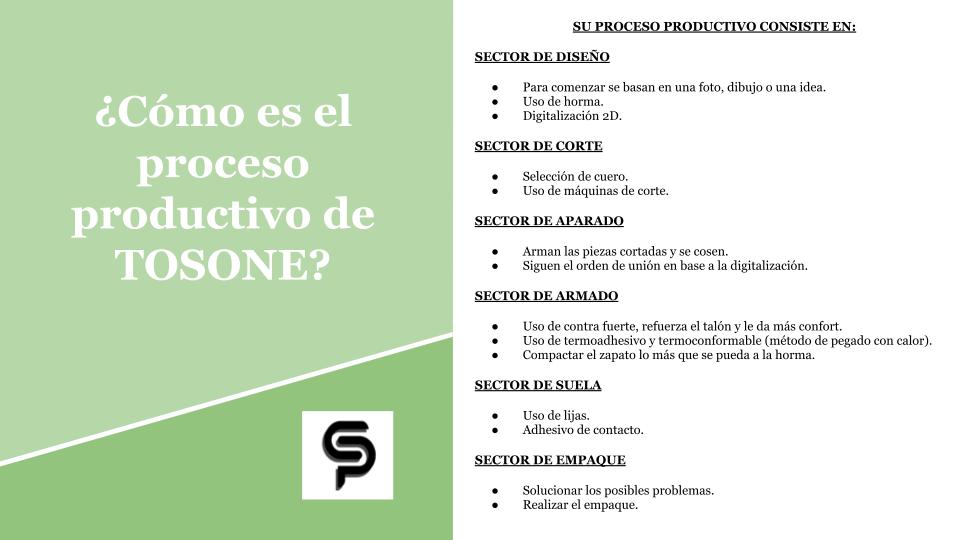 ¿Cómo es el
proceso
productivo de
TOSONE?
SU PROCESO PRODUCTIVO CONSISTE EN:
SECTOR DE DISEÑO
● Para comenzar se basan en una foto, dibujo o una idea.
● Uso de horma.
● Digitalización 2D.
SECTOR DE CORTE
● Selección de cuero.
● Uso de máquinas de corte.
SECTOR DE APARADO
● Arman las piezas cortadas y se cosen.
● Siguen el orden de unión en base a la digitalización.
SECTOR DE ARMADO
● Uso de contra fuerte, refuerza el talón y le da más confort.
● Uso de termoadhesivo y termoconformable (método de pegado con calor).
● Compactar el zapato lo más que se pueda a la horma.
SECTOR DE SUELA
● Uso de lijas.
● Adhesivo de contacto.
SECTOR DE EMPAQUE
● Solucionar los posibles problemas.
● Realizar el empaque.